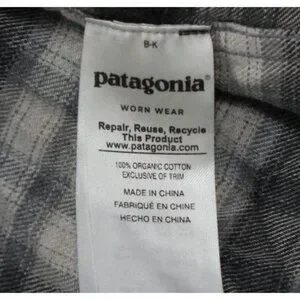 B-K
patagonia®
WORN WEAR
Repair, Reuse, Recycle
This Product
www.patagonia.com
100% ORGANIC COTTON
EXCLUSIVE OF TRIM
MADE IN CHINA
FABRIQUÉ EN CHINE
HECHO EN CHINA